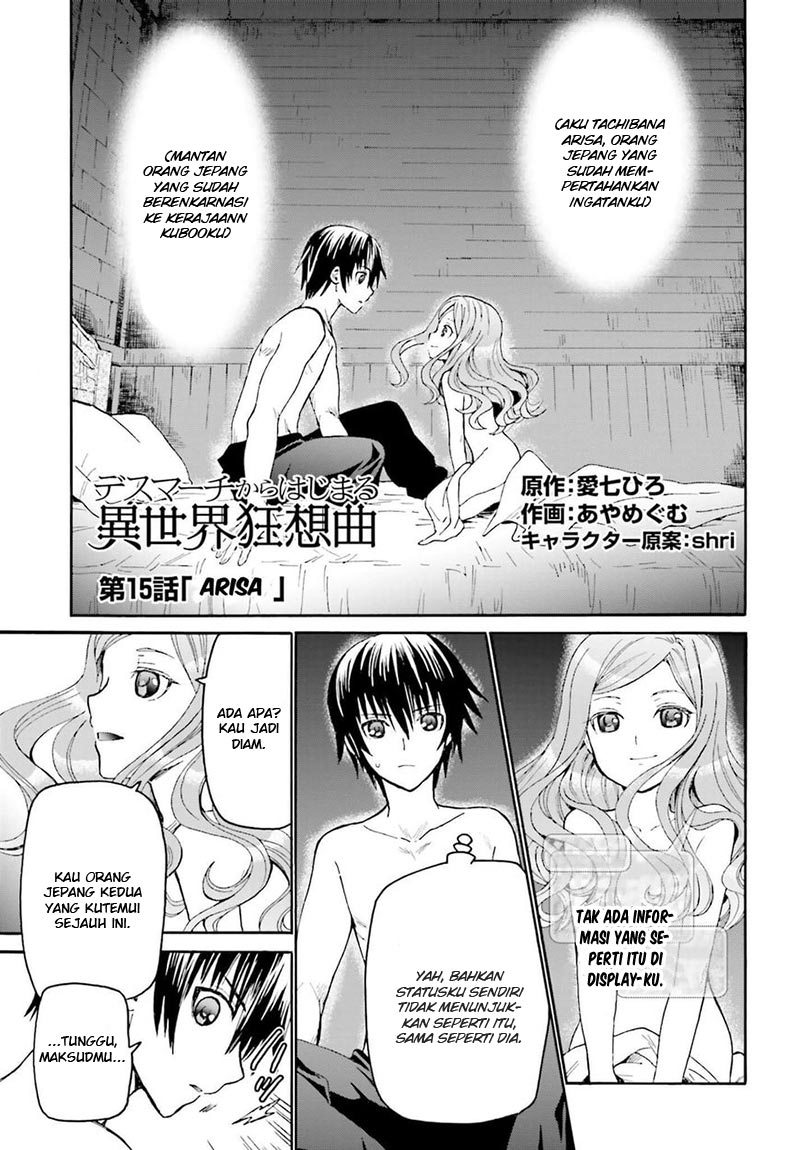 (AKU TACHIBANA
ARISA, ORANG
JEPANG YANG
SUDAH MEM-
PERTAHANKAN
INGATANKU)
(MANTAN
ORANG JEPANG
YANG SUDAH
BERENKARNASI
KE KERAJAANN
KUBOOKU)
デスマーチからはじまる
異世界狂想曲
原作:愛七ひろ
作画:あやめぐむ
キャラクター原案:shri
第15話「 ARISA 」
TAK ADA INFOR-
MASI YANG SE-
PERTI ITU DI
DISPLAY-KU.
YAH, BAHKAN
STATUSKU SENDIRI
TIDAK MENUNJUK-
KAN SEPERTI ITU,
SAMA SEPERTI DIA.
ADA APA?
KAU JADI
DIAM.
KAU ORANG
JEPANG KEDUA
YANG KUTEMUI
SEJAUH INI.
...TUNGGU,
MAKSUDMU...